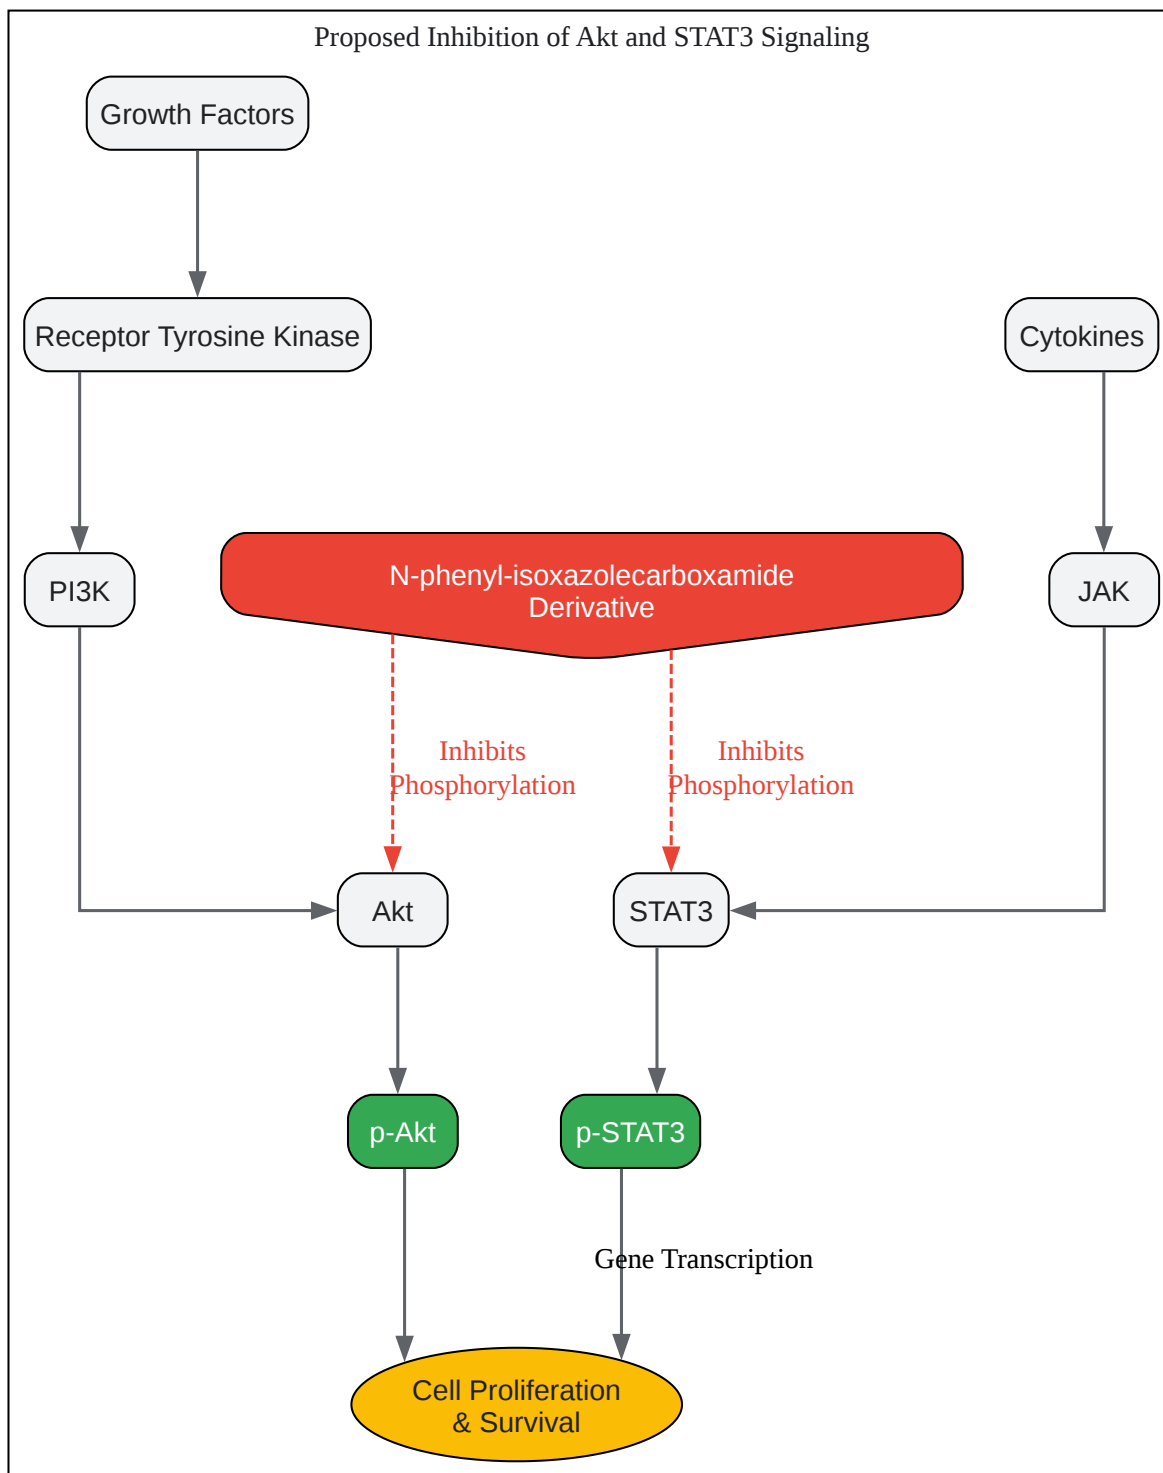 Proposed Inhibition of Akt and STAT3 Signaling
Growth Factors
Receptor Tyrosine Kinase
Cytokines
PI3K
N-phenyl-isoxazolecarboxamide
Derivative
JAK
Inhibits
Phosphorylation
Inhibits
Phosphorylation
Akt
STAT3
p-Akt
p-STAT3
Gene Transcription
Cell Proliferation
& Survival